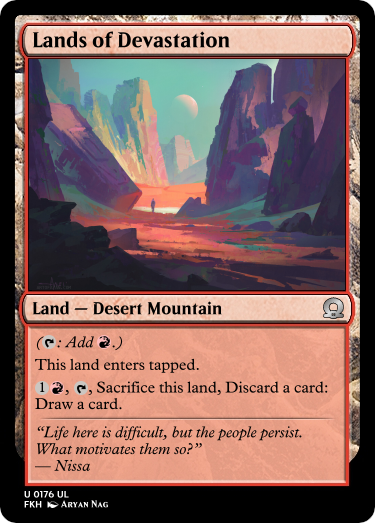 Lands of Devastation
Land — Desert Mountain
(: Add .)
This land enters tapped.
1, , Sacrifice this land, Discard a card:
Draw a card.
“Life here is difficult, but the people persist.
What motivates them so?”
— Nissa
U 0176 UL
FKH Aryan Nag